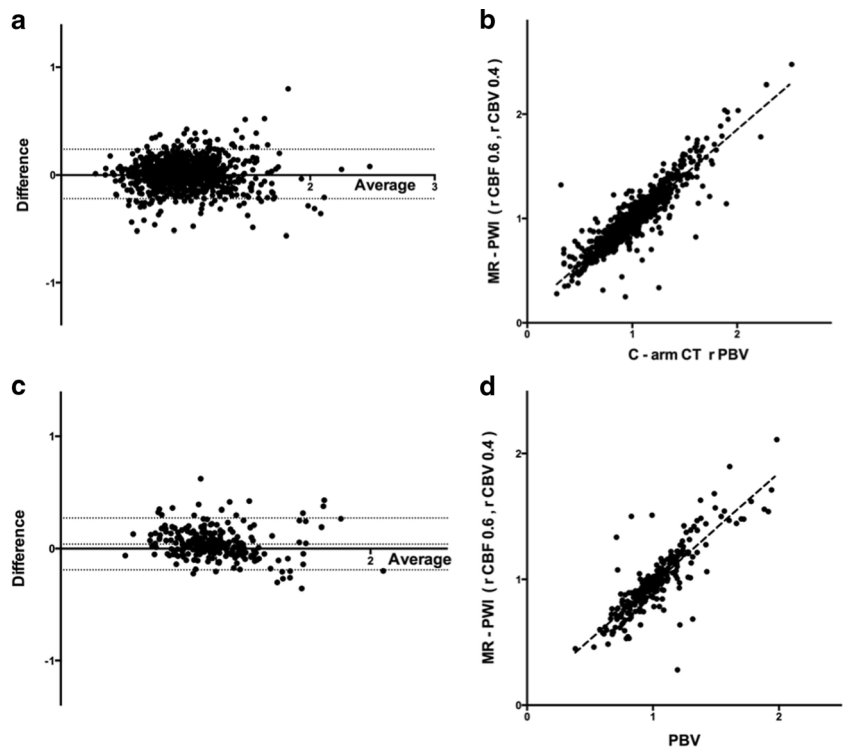 a
1
0
-1
Difference
2
3
Average
b
2
1
0
0
1
2
MR - PWI ( r CBF 0.6 , r CBV 0.4 )
C - arm CT r PBV
c
1
0
-1
Difference
2
Average
d
2
1
0
0
1
2
MR - PWI ( r CBF 0.6 , r CBV 0.4 )
PBV